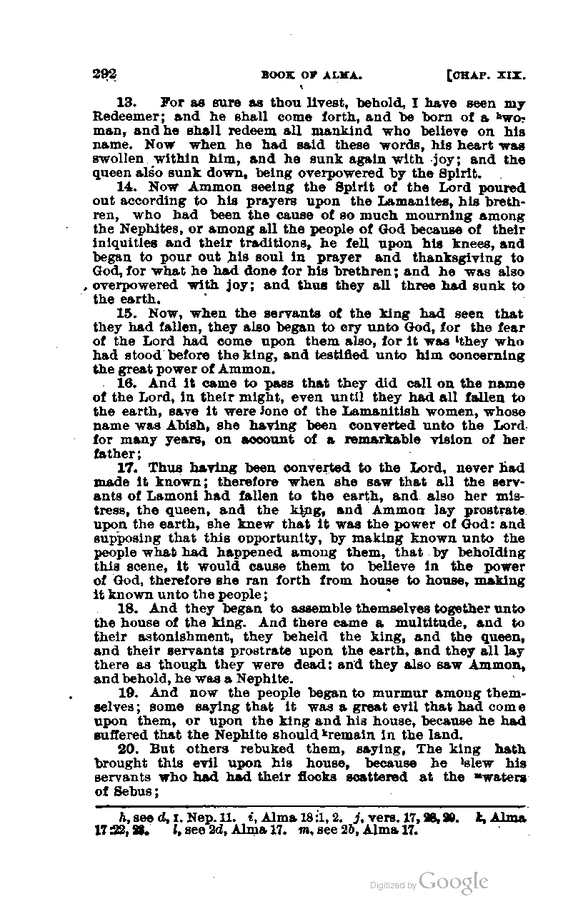 292 BOOK OF ALMA. [CHAP. XIX.
13. For as sure as thou livest, behold, I have seen my
Redeemer; and he shall come forth, and be born of a ʰwo-
man, and he shall redeem all mankind who believe on his
name. Now when he had said these words, his heart was
swollen within him, and he sunk again with joy; and the
queen also sunk down, being overpowered by the Spirit.
14. Now Ammon seeing the Spirit of the Lord poured
out according to his prayers upon the Lamanites, his breth-
ren, who had been the cause of so much mourning among
the Nephites, or among all the people of God because of their
iniquities and their traditions, he fell upon his knees, and
began to pour out his soul in prayer and thanksgiving to
God, for what he had done for his brethren; and he was also
overpowered with joy; and thus they all three had sunk to
the earth.
15. Now, when the servants of the king had seen that
they had fallen, they also began to cry unto God, for the fear
of the Lord had come upon them also, for it was ⁱthey who
had stood before the king, and testified unto him concerning
the great power of Ammon.
16. And it came to pass that they did call on the name
of the Lord, in their might, even until they had all fallen to
the earth, save it were ʲone of the Lamanitish women, whose
name was Abish, she having been converted unto the Lord
for many years, on account of a remarkable vision of her
father;
17. Thus having been converted to the Lord, never had
made it known; therefore when she saw that all the serv-
ants of Lamoni had fallen to the earth, and also her mis-
tress, the queen, and the king, and Ammon lay prostrate
upon the earth, she knew that it was the power of God: and
supposing that this opportunity, by making known unto the
people what had happened among them, that by beholding
this scene, it would cause them to believe in the power
of God, therefore she ran forth from house to house, making
it known unto the people;
18. And they began to assemble themselves together unto
the house of the king. And there came a multitude, and to
their astonishment, they beheld the king, and the queen,
and their servants prostrate upon the earth, and they all lay
there as though they were dead: and they also saw Ammon,
and behold, he was a Nephite.
19. And now the people began to murmur among them-
selves; some saying that it was a great evil that had come
upon them, or upon the king and his house, because he had
suffered that the Nephite should ᵏremain in the land.
20. But others rebuked them, saying, The king hath
brought this evil upon his house, because he ˡslew his
servants who had had their flocks scattered at the ᵐwaters
of Sebus;
h, see d, 1. Nep. 11. i, Alma 18:1, 2. j, vers. 17, 28, 29. k, Alma
17:22, 23. l, see 2d, Alma 17. m, see 2b, Alma 17.
Digitized by Google